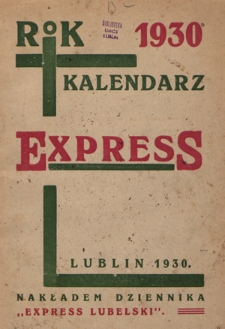 ROK 1930
KALENDARZ
EXPRESS
LUBLIN 1930.
NAKŁADEM DZIENNIKA
„EXPRESS LUBELSKI”.